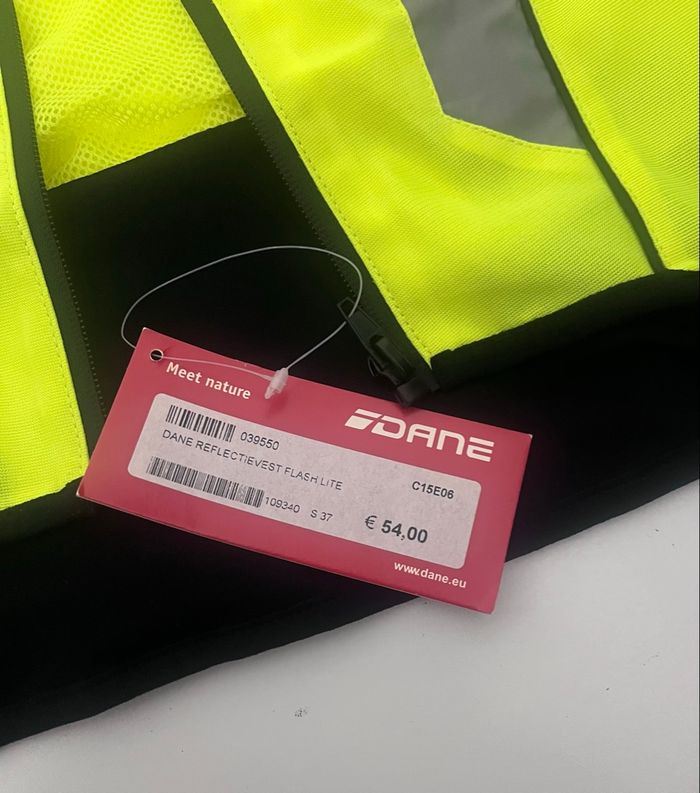 Meet nature
DANE
039550
DANE REFLECTIEVEST FLASH LITE
C15E06
109340 S 37
€ 54,00
www.dane.eu